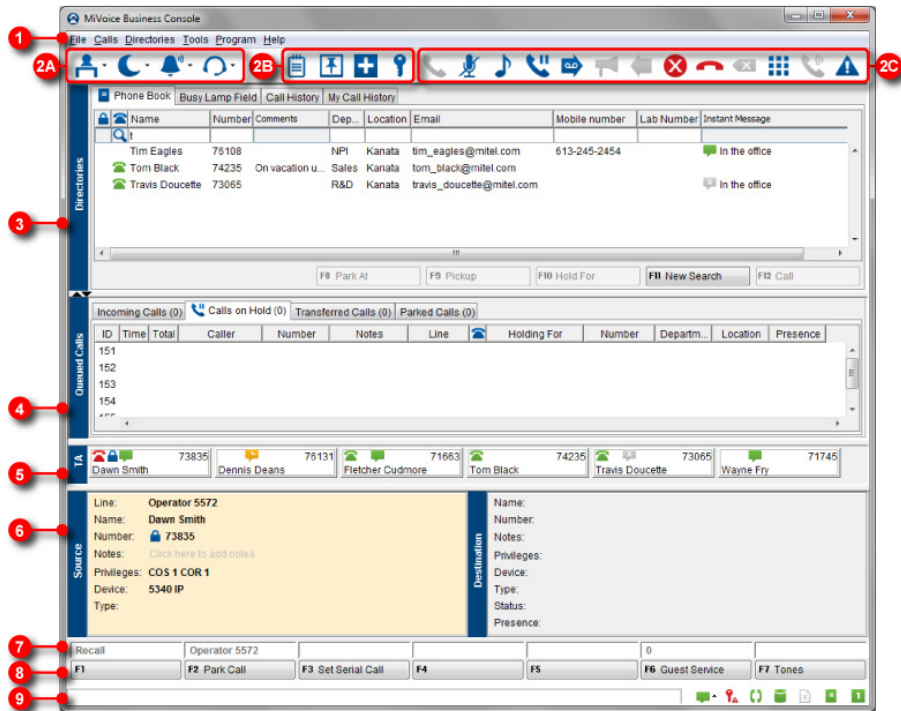 MiVoice Business Console
1
File Calls Directories Tools Program Help
2A
2B
2C
Phone Book Busy Lamp Field Call History My Call History
Name Number Comments Dep... Location Email Mobile number Lab Number Instant Message
t
Tim Eagles 76108 NPI Kanata tim_eagles@mitel.com 613-245-2454 In the office
Tom Black 74235 On vacation u... Sales Kanata tom_black@mitel.com
Travis Doucette 73065 R&D Kanata travis_doucette@mitel.com In the office
Directories
3
F8 Park At F9 Pickup F10 Hold For F11 New Search F12 Call
Incoming Calls (0) Calls on Hold (0) Transferred Calls (0) Parked Calls (0)
ID Time Total Caller Number Notes Line Holding For Number Departm... Location Presence
151
152
153
154
155
Queued Calls
4
TA
5
73835 76131 71663 74235 73065 71745
Dawn Smith Dennis Deans Fletcher Cudmore Tom Black Travis Doucette Wayne Fry
6
Source
Line: Operator 5572
Name: Dawn Smith
Number: 73835
Notes: Click here to add notes
Privileges: COS 1 COR 1
Device: 5340 IP
Type:
Destination
Name:
Number:
Notes:
Privileges:
Device:
Type:
Status:
Presence:
7
Recall Operator 5572 0
8
F1 F2 Park Call F3 Set Serial Call F4 F5 F6 Guest Service F7 Tones
9
1